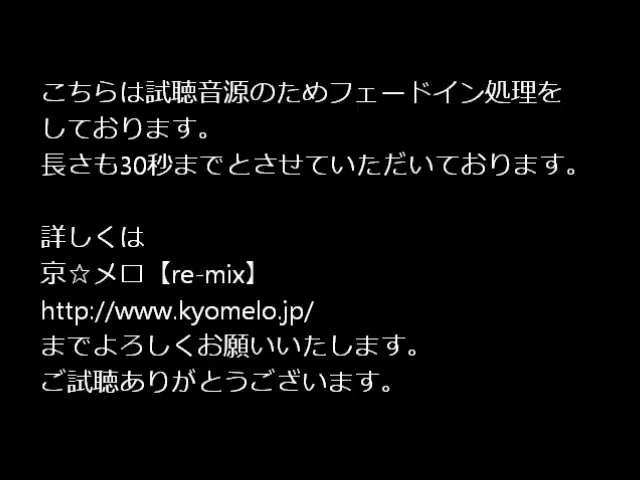 こちらは試聴音源のためフェードイン処理を
しております。
長さも30秒までとさせていただいております。
詳しくは
京☆メロ【re-mix】
http://www.kyomelo.jp/
までよろしくお願いいたします。
ご試聴ありがとうございます。